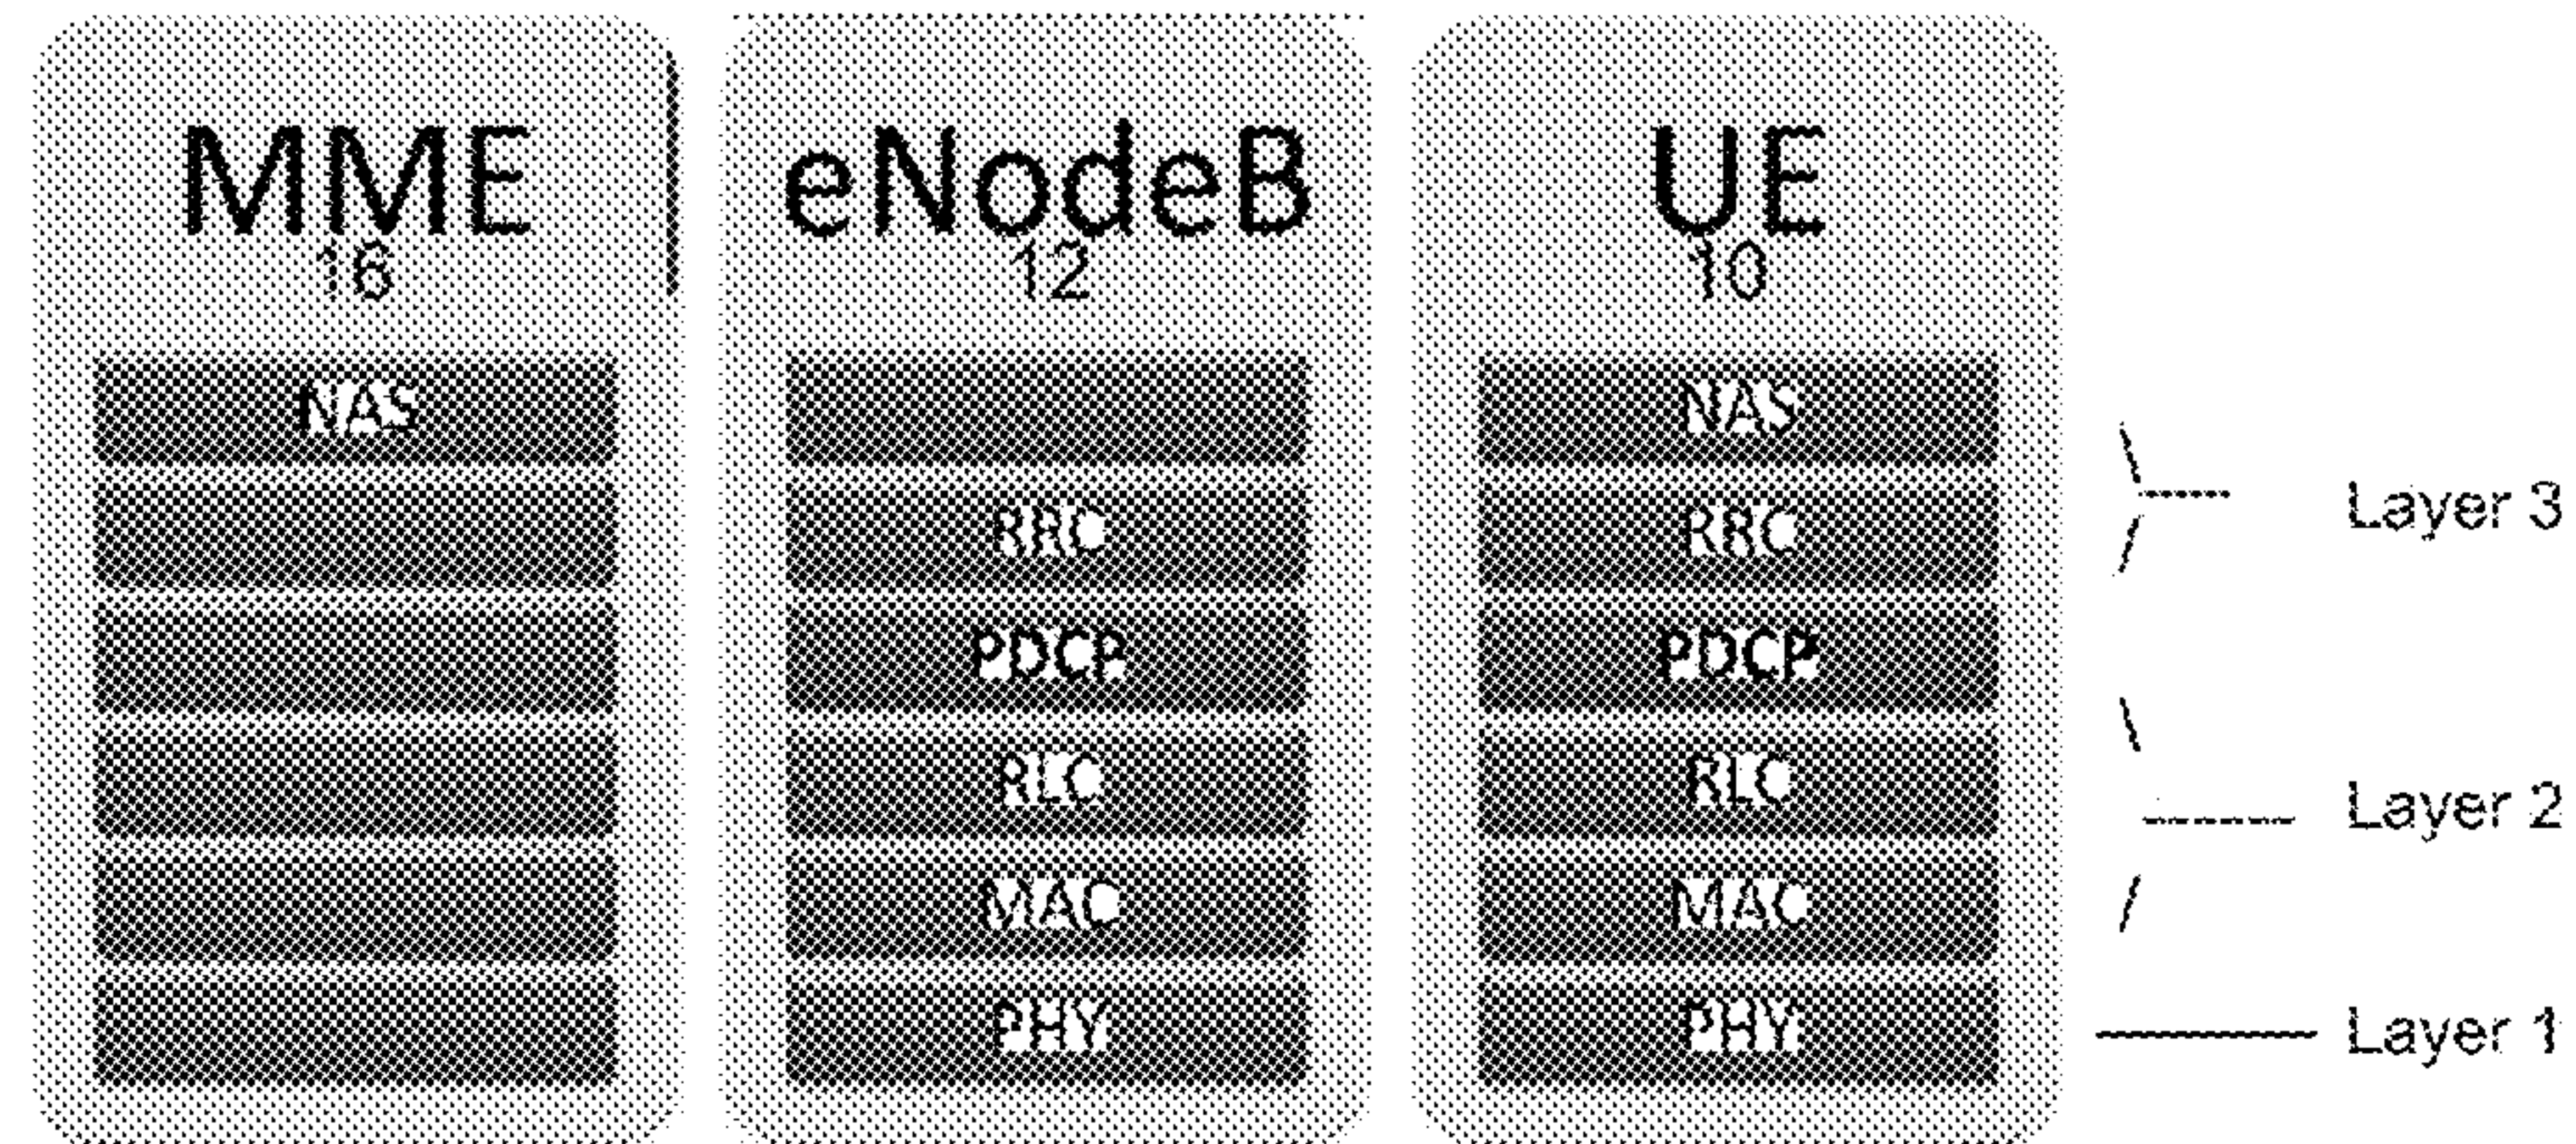 MME
16
NAS
eNodeB
12
RRC
PDCP
RLC
MAC
PHY
UE
10
NAS
RRC
PDCP
RLC
MAC
PHY
Layer 3
Layer 2
Layer 1